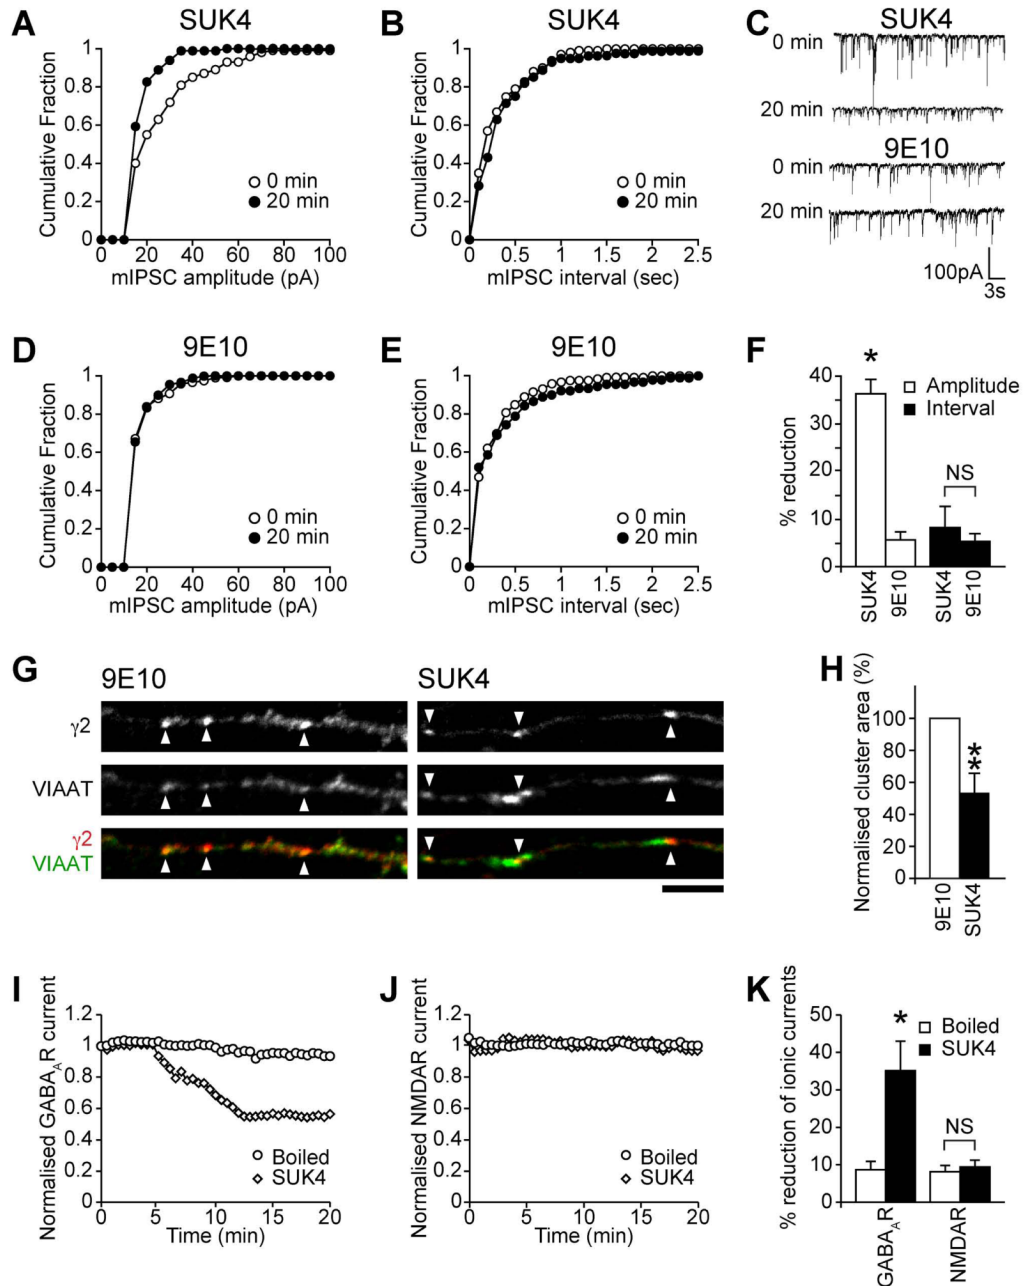 A
SUK4
Cumulative Fraction
1
0.8
0.6
0.4
0.2
0
0 min
20 min
0 20 40 60 80 100
mIPSC amplitude (pA)
B
SUK4
Cumulative Fraction
1
0.8
0.6
0.4
0.2
0
0 min
20 min
0 0.5 1 1.5 2 2.5
mIPSC interval (sec)
C
SUK4
0 min
20 min
9E10
0 min
20 min
100pA
3s
D
9E10
Cumulative Fraction
1
0.8
0.6
0.4
0.2
0
0 min
20 min
0 20 40 60 80 100
mIPSC amplitude (pA)
E
9E10
Cumulative Fraction
1
0.8
0.6
0.4
0.2
0
0 min
20 min
0 0.5 1 1.5 2 2.5
mIPSC interval (sec)
F
% reduction
40
30
20
10
0
*
Amplitude
Interval
NS
SUK4
9E10
SUK4
9E10
G
9E10
SUK4
γ2
VIAAT
γ2
VIAAT
H
Normalised cluster area (%)
100
80
60
40
20
0
**
9E10
SUK4
I
Normalised GABA_AR current
1.2
1
0.8
0.6
0.4
0.2
0
Boiled
SUK4
0 5 10 15 20
Time (min)
J
Normalised NMDAR current
1.2
1
0.8
0.6
0.4
0.2
0
Boiled
SUK4
0 5 10 15 20
Time (min)
K
% reduction of ionic currents
50
40
30
20
10
0
*
Boiled
SUK4
NS
GABA_AR
NMDAR